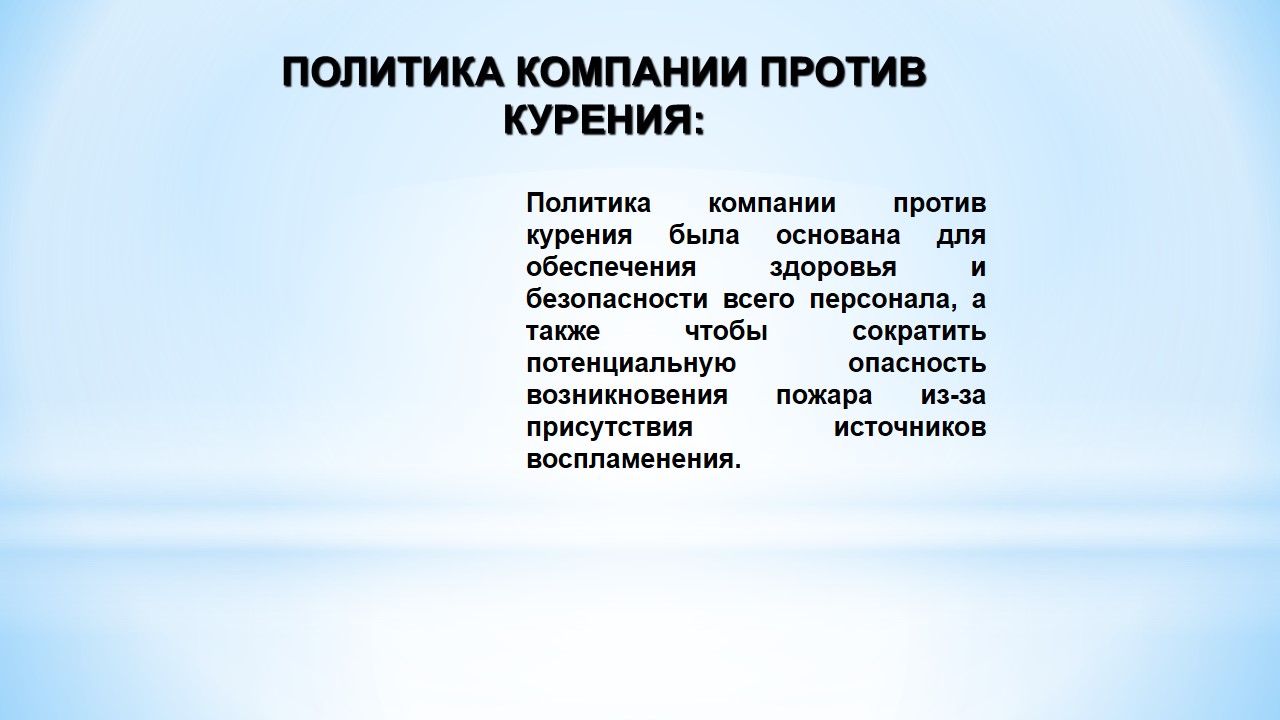 ПОЛИТИКА КОМПАНИИ ПРОТИВ
КУРЕНИЯ:
Политика компании против
курения была основана для
обеспечения здоровья и
безопасности всего персонала, а
также чтобы сократить
потенциальную опасность
возникновения пожара из-за
присутствия источников
воспламенения.